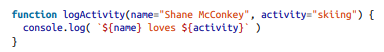 function logActivity(name="Shane McConkey", activity="skiing") {
  console.log( `${name} loves ${activity}` )
}